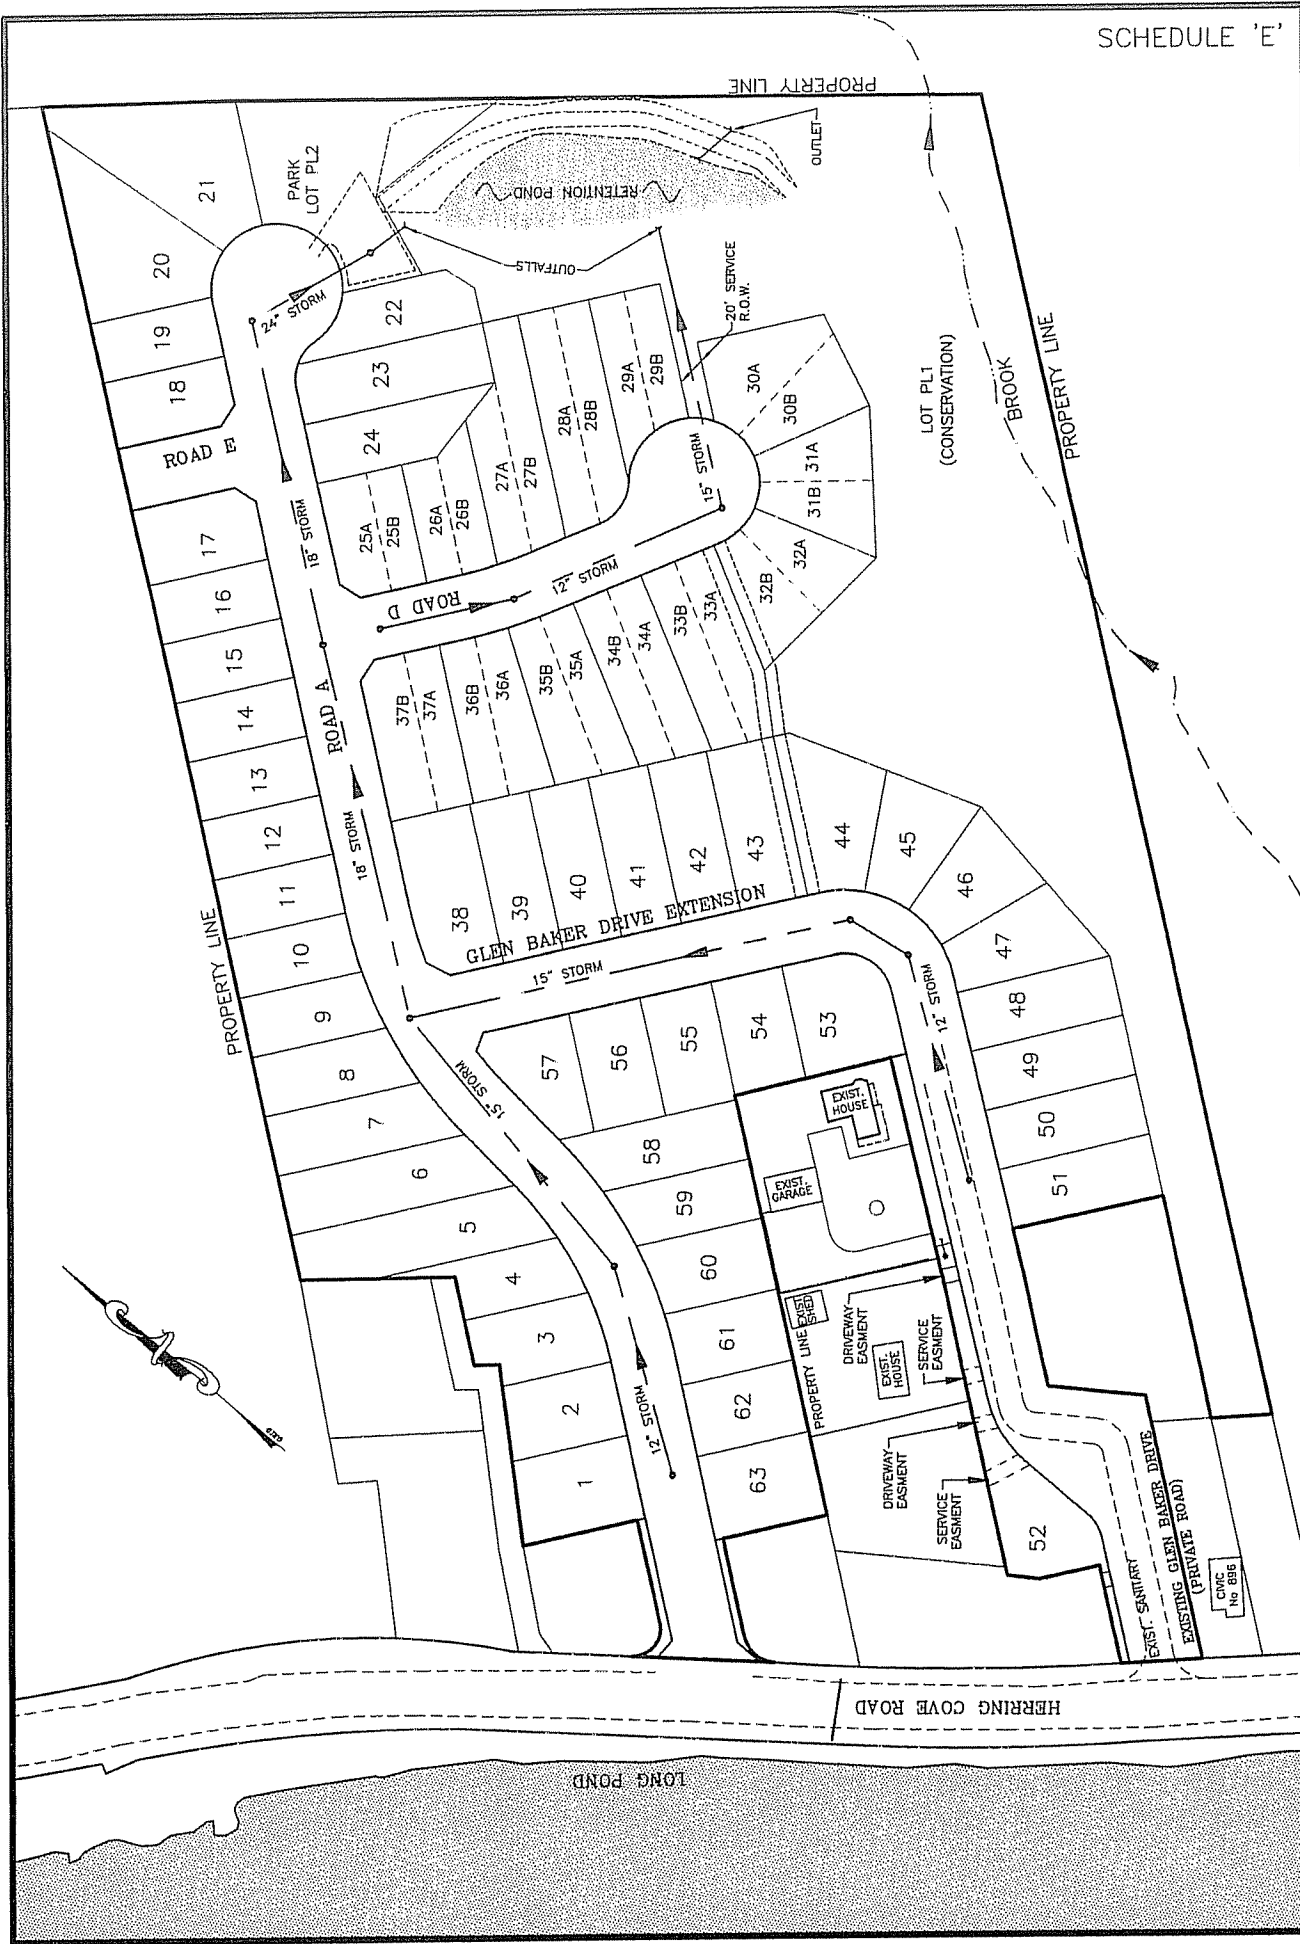 SCHEDULE 'E'
PROPERTY LINE
21
PARK
LOT PL2
RETENTION POND
OUTLET
20
19
18
24" STORM
OUTFALLS
22
23
24
20' SERVICE
R.O.W.
ROAD E
29A
29B
28A
28B
27A
27B
26A
26B
25A
25B
30A
30B
31A
31B
32A
32B
LOT PL1
(CONSERVATION)
BROOK
PROPERTY LINE
15" STORM
18" STORM
17
16
15
14
13
12
11
10
9
8
7
6
5
4
3
2
1
ROAD D
12" STORM
ROAD A
37B
37A
36B
36A
35B
35A
34B
34A
33B
33A
18" STORM
PROPERTY LINE
38
39
40
41
42
43
44
45
46
47
48
49
50
51
GLEN BAKER DRIVE EXTENSION
15" STORM
12" STORM
57
56
55
54
53
15" STORM
58
59
60
61
62
63
EXIST.
HOUSE
EXIST.
GARAGE
EXIST
SHED
PROPERTY LINE
DRIVEWAY
EASMENT
EXIST.
HOUSE
SERVICE
EASMENT
DRIVEWAY
EASMENT
SERVICE
EASMENT
12" STORM
52
EXIST. SANITARY
EXISTING GLEN BAKER DRIVE
(PRIVATE ROAD)
CIVIC
No 896
HERRING COVE ROAD
LONG POND